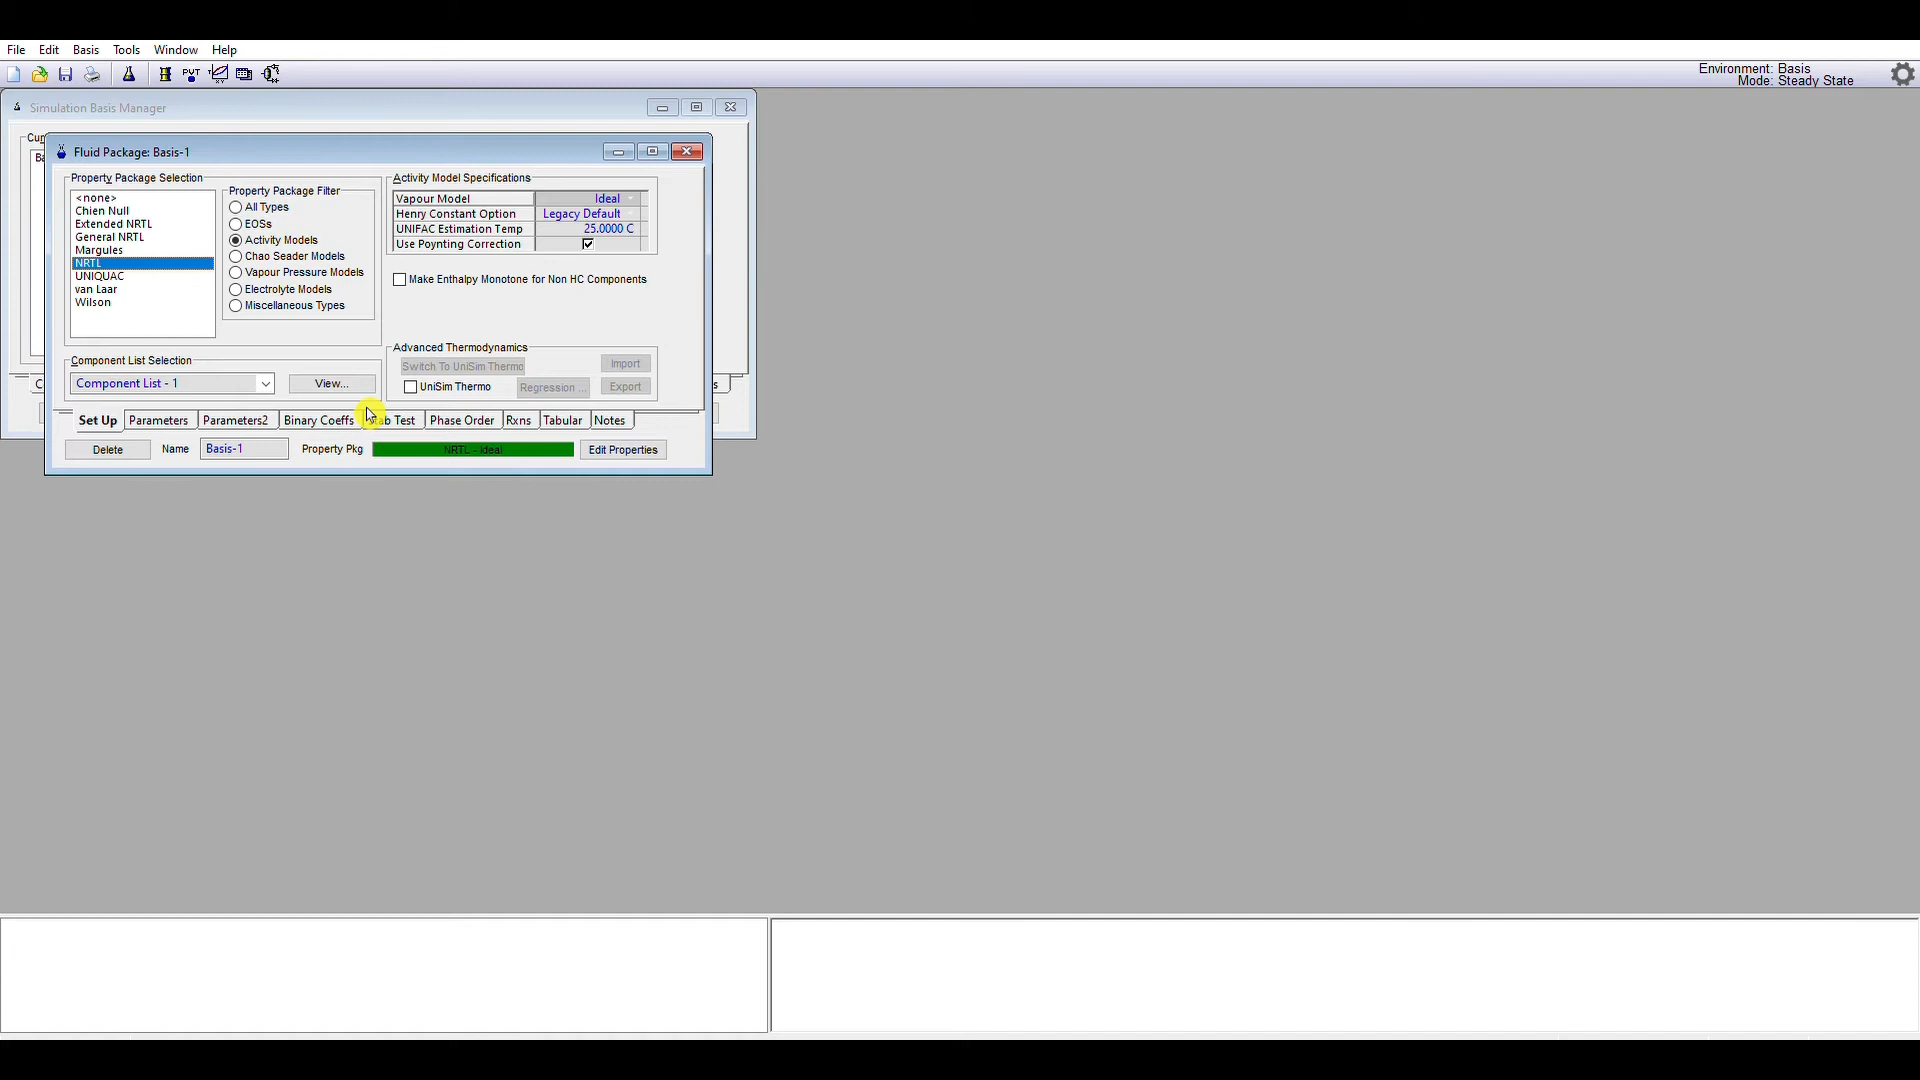 File Edit Basis Tools Window Help
PVT
Environment: Basis
Mode: Steady State
Simulation Basis Manager
Fluid Package: Basis-1
Property Package Selection
<none>
Chien Null
Extended NRTL
General NRTL
Margules
NRTL
UNIQUAC
van Laar
Wilson
Property Package Filter
All Types
EOSs
Activity Models
Chao Seader Models
Vapour Pressure Models
Electrolyte Models
Miscellaneous Types
Activity Model Specifications
Vapour Model Ideal
Henry Constant Option Legacy Default
UNIFAC Estimation Temp 25.0000 C
Use Poynting Correction
Make Enthalpy Monotone for Non HC Components
Component List Selection
Component List - 1 View...
Advanced Thermodynamics
Switch To UniSim Thermo Import
UniSim Thermo Regression ... Export
Set Up Parameters Parameters2 Binary Coeffs Test Phase Order Rxns Tabular Notes
Delete Name Basis-1 Property Pkg NRTL - Ideal Edit Properties